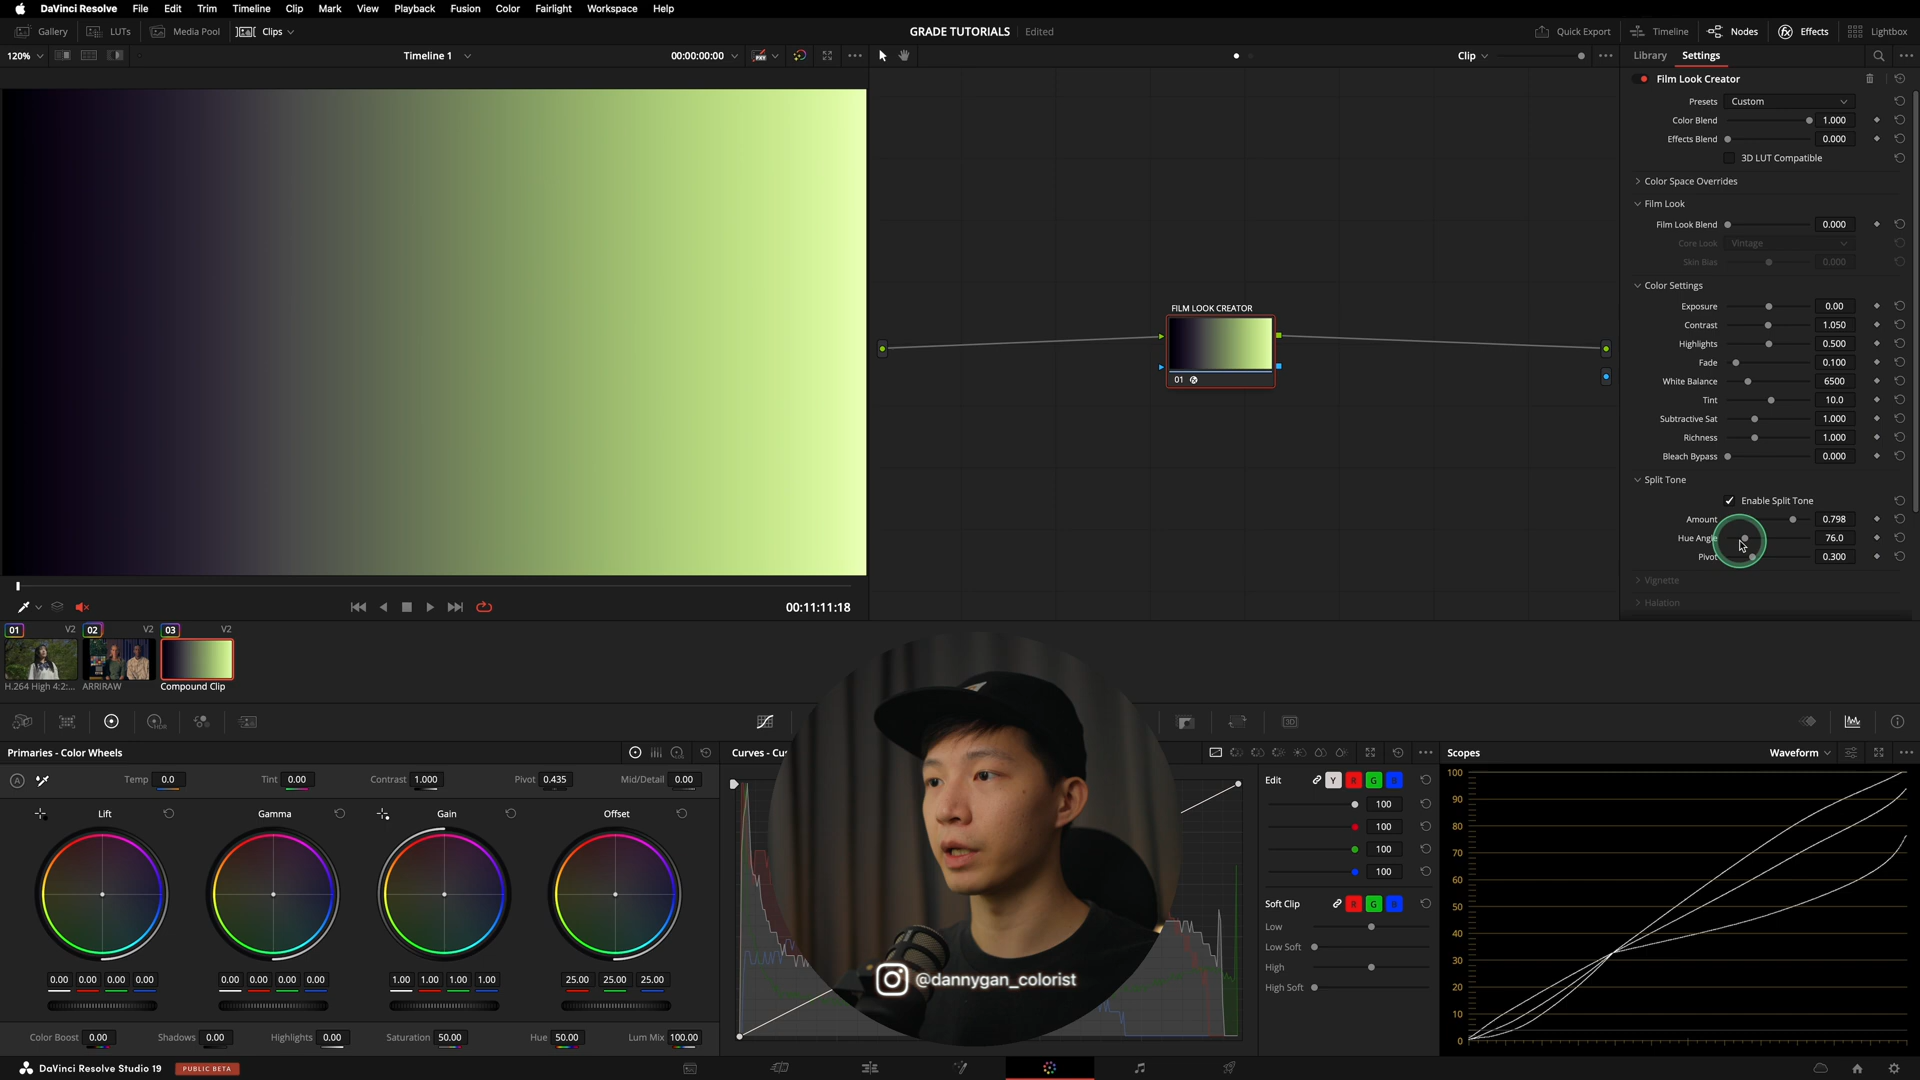 DaVinci Resolve File Edit Trim Timeline Clip Mark View Playback Fusion Color Fairlight Workspace Help
Gallery LUTs Media Pool Clips GRADE TUTORIALS Edited Quick Export Timeline Nodes Effects Lightbox
120% Timeline 1 00:00:00:00 Clip Library Settings
Film Look Creator
Presets Custom
Color Blend 1.000
Effects Blend 0.000
3D LUT Compatible
Color Space Overrides
Film Look
Film Look Blend 0.000
Core Look Vintage
Skin Bias 0.000
Color Settings
Exposure 0.00
Contrast 1.050
Highlights 0.500
Fade 0.100
White Balance 6500
Tint 10.0
Subtractive Sat 1.000
Richness 1.000
Bleach Bypass 0.000
Split Tone
Enable Split Tone
Amount 0.798
Hue Angle 76.0
Pivot 0.300
Vignette
Halation
FILM LOOK CREATOR
01
00:11:11:18
01 V2 02 V2 03 V2
H.264 High 4:2:... ARRIRAW Compound Clip
Primaries - Color Wheels
Temp 0.0 Tint 0.00 Contrast 1.000 Pivot 0.435 Mid/Detail 0.00
Lift Gamma Gain Offset
0.00 0.00 0.00 0.00 0.00 0.00 0.00 0.00 1.00 1.00 1.00 1.00 25.00 25.00 25.00
Color Boost 0.00 Shadows 0.00 Highlights 0.00 Saturation 50.00 Hue 50.00 Lum Mix 100.00
Curves - Cu
Edit Y R G B
100
100
100
100
Soft Clip R G B
Low
Low Soft
High
High Soft
@dannygan_colorist
Scopes Waveform
100
90
80
70
60
50
40
30
20
10
0
DaVinci Resolve Studio 19 PUBLIC BETA